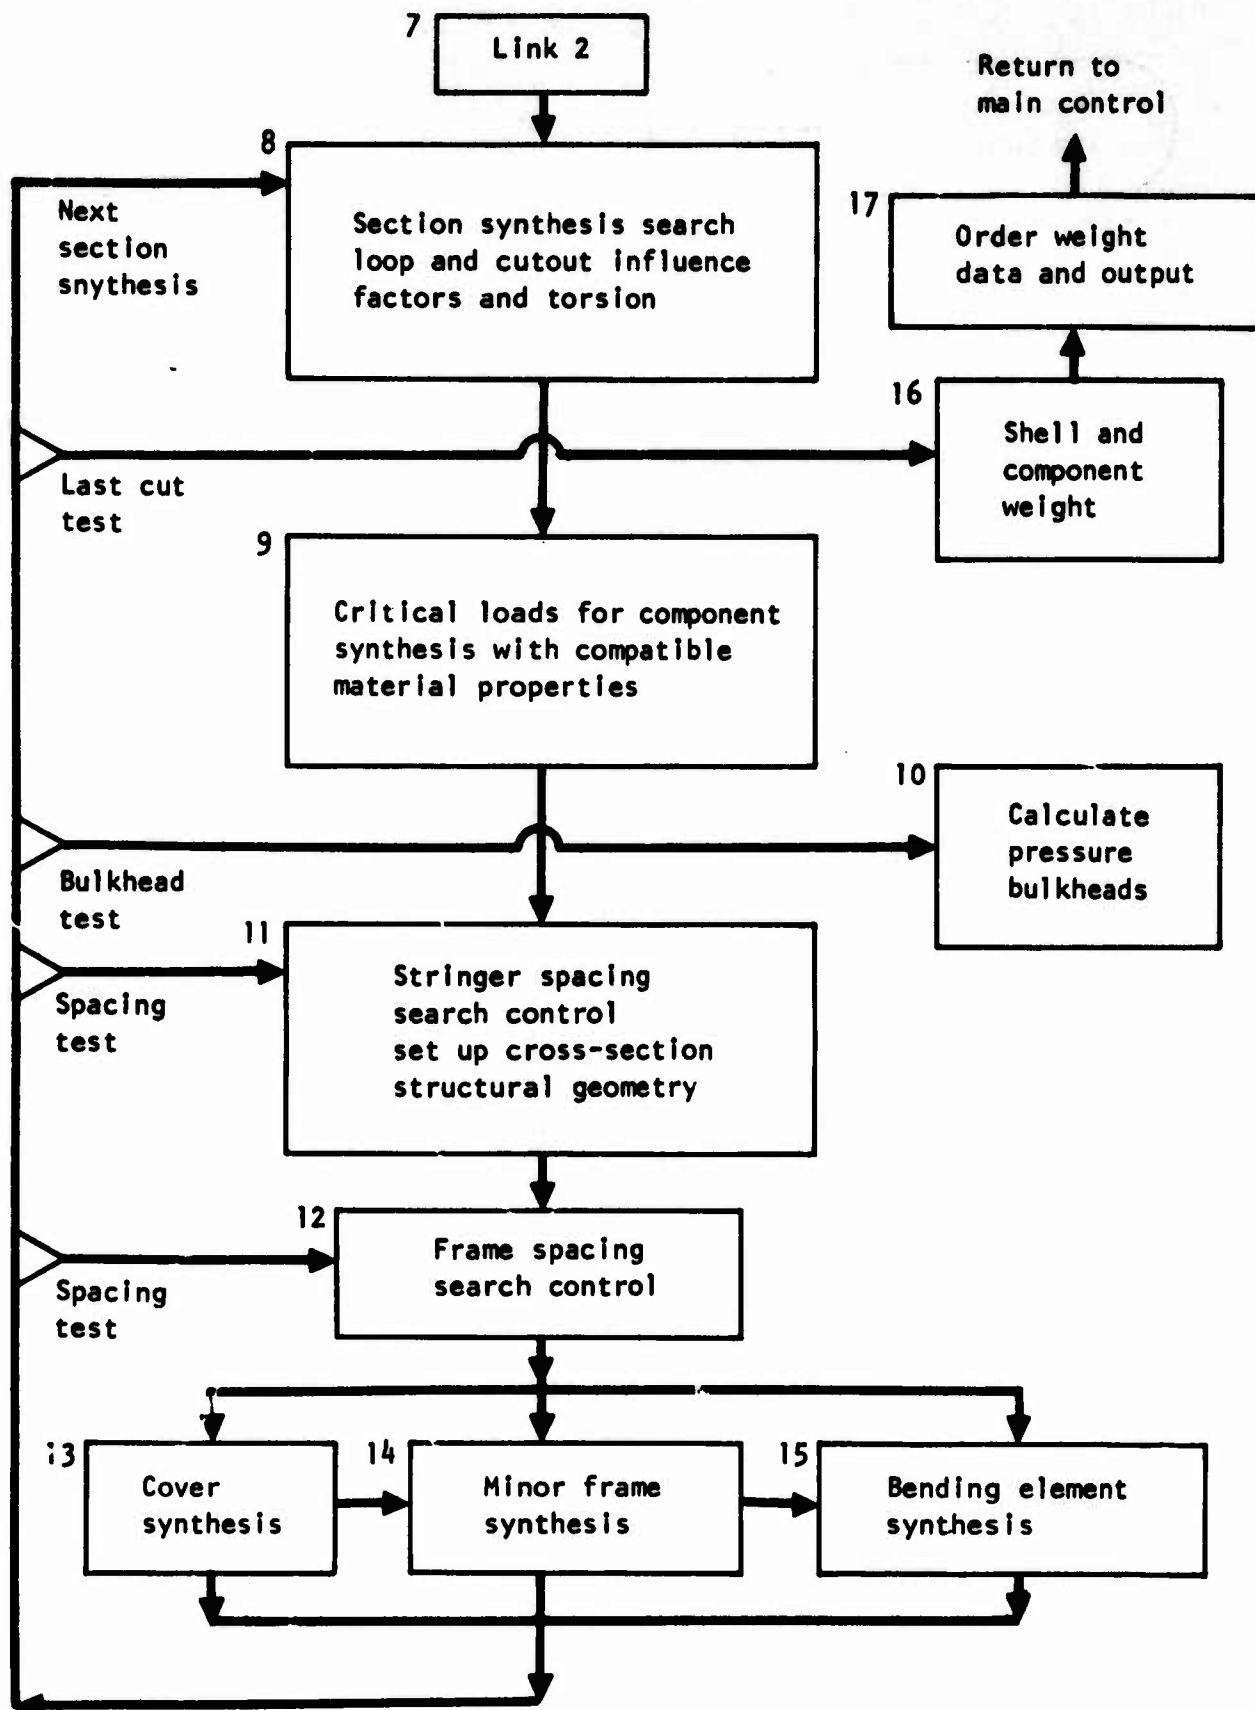 7
Link 2
Return to
main control
8
Section synthesis search
loop and cutout influence
factors and torsion
Next
section
snythesis
17
Order weight
data and output
16
Shell and
component
weight
Last cut
test
9
Critical loads for component
synthesis with compatible
material properties
10
Calculate
pressure
bulkheads
Bulkhead
test
11
Stringer spacing
search control
set up cross-section
structural geometry
Spacing
test
12
Frame spacing
search control
Spacing
test
13
Cover
synthesis
14
Minor frame
synthesis
15
Bending element
synthesis